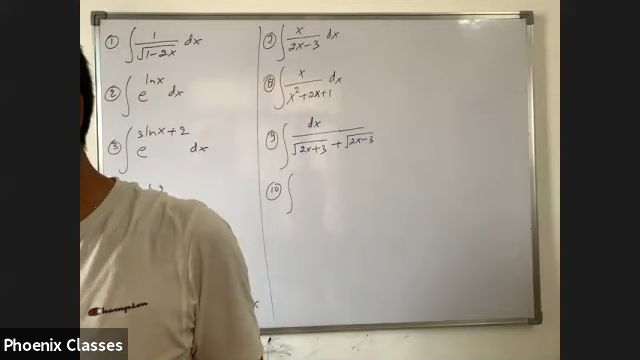 ① ∫ 1/√(1-2x) dx
② ∫ e^(lnx) dx
③ ∫ e^(3lnx+2) dx
⑦ ∫ x/(2x-3) dx
⑧ ∫ x/(x²+2x+1) dx
⑨ ∫ dx/(√(2x+3) + √(2x-3))
⑩ ∫
Champion
Phoenix Classes